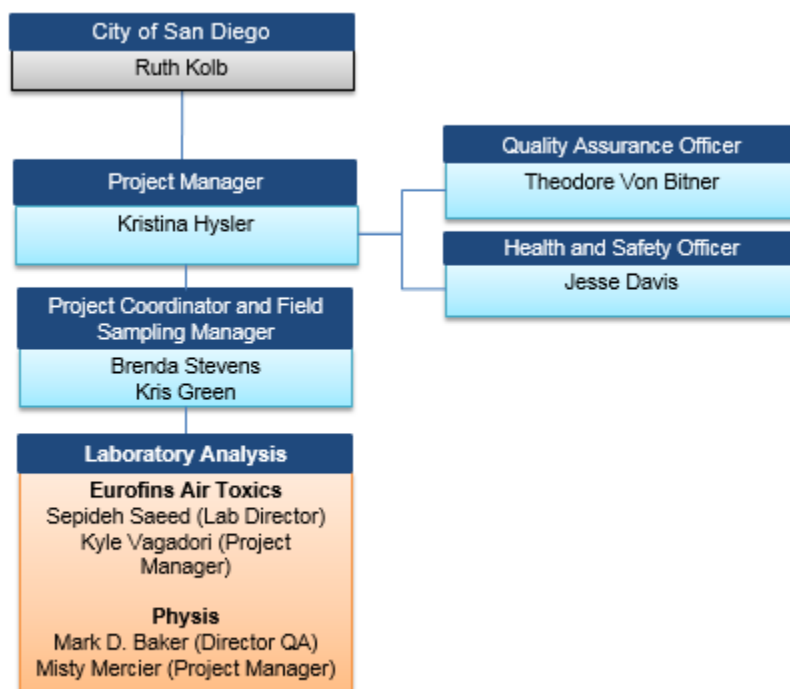 City of San Diego
Ruth Kolb
Project Manager
Kristina Hysler
Quality Assurance Officer
Theodore Von Bitner
Health and Safety Officer
Jesse Davis
Project Coordinator and Field
Sampling Manager
Brenda Stevens
Kris Green
Laboratory Analysis
Eurofins Air Toxics
Sepideh Saeed (Lab Director)
Kyle Vagadori (Project
Manager)
Physis
Mark D. Baker (Director QA)
Misty Mercier (Project Manager)